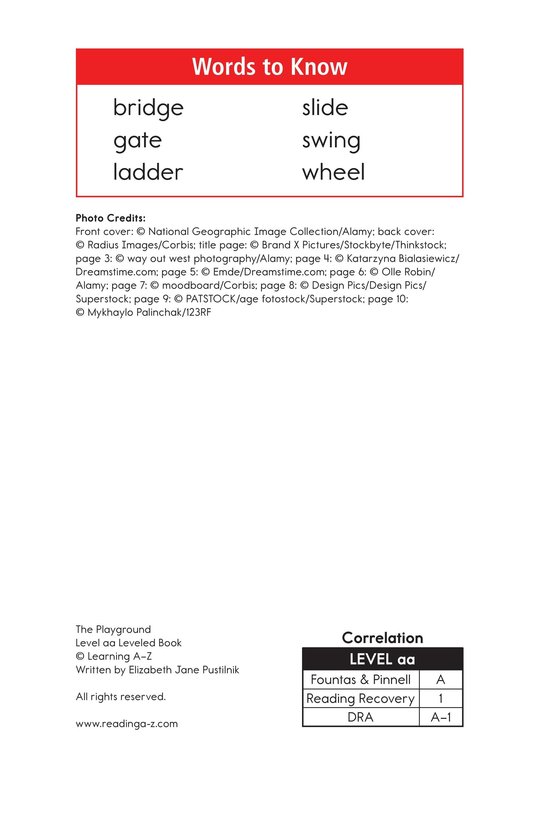 Words to Know
bridge slide
gate swing
ladder wheel
Photo Credits:
Front cover: © National Geographic Image Collection/Alamy; back cover:
© Radius Images/Corbis; title page: © Brand X Pictures/Stockbyte/Thinkstock;
page 3: © way out west photography/Alamy; page 4: © Katarzyna Bialasiewicz/
Dreamstime.com; page 5: © Emde/Dreamstime.com; page 6: © Olle Robin/
Alamy; page 7: © moodboard/Corbis; page 8: © Design Pics/Design Pics/
Superstock; page 9: © PATSTOCK/age fotostock/Superstock; page 10:
© Mykhaylo Palinchak/123RF
The Playground
Level aa Leveled Book
© Learning A–Z
Written by Elizabeth Jane Pustilnik
All rights reserved.
www.readinga-z.com
Correlation
LEVEL aa
Fountas & Pinnell A
Reading Recovery 1
DRA A–1